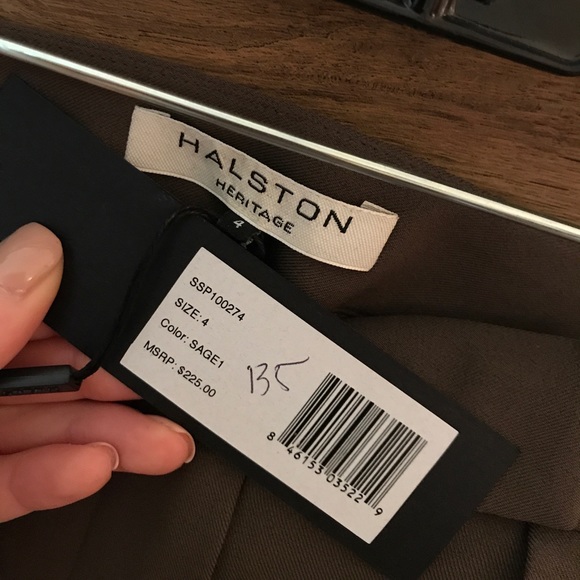 HALSTON
HERITAGE
4
SSP100274
SIZE: 4
Color: SAGE1
MSRP: $225.00
135
8 46153 03522 9